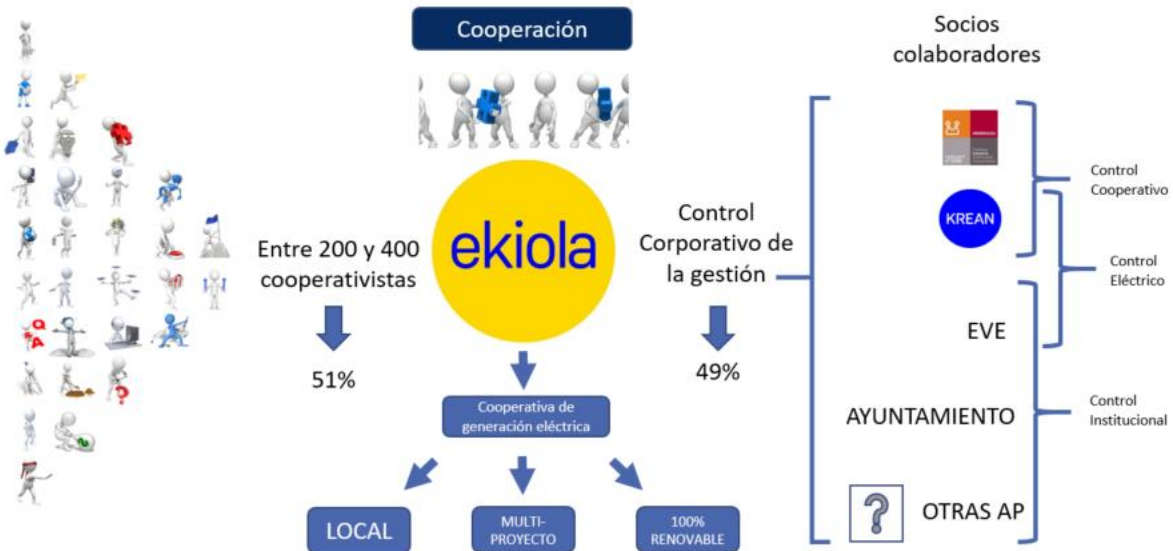 Cooperación
Socios
colaboradores
Entre 200 y 400
cooperativistas
51%
ekiola
Control
Corporativo de
la gestión
49%
KREAN
EVE
AYUNTAMIENTO
OTRAS AP
Control
Cooperativo
Control
Eléctrico
Control
Institucional
Cooperativa de
generación eléctrica
LOCAL
MULTI-
PROYECTO
100%
RENOVABLE
Q
A
?
?